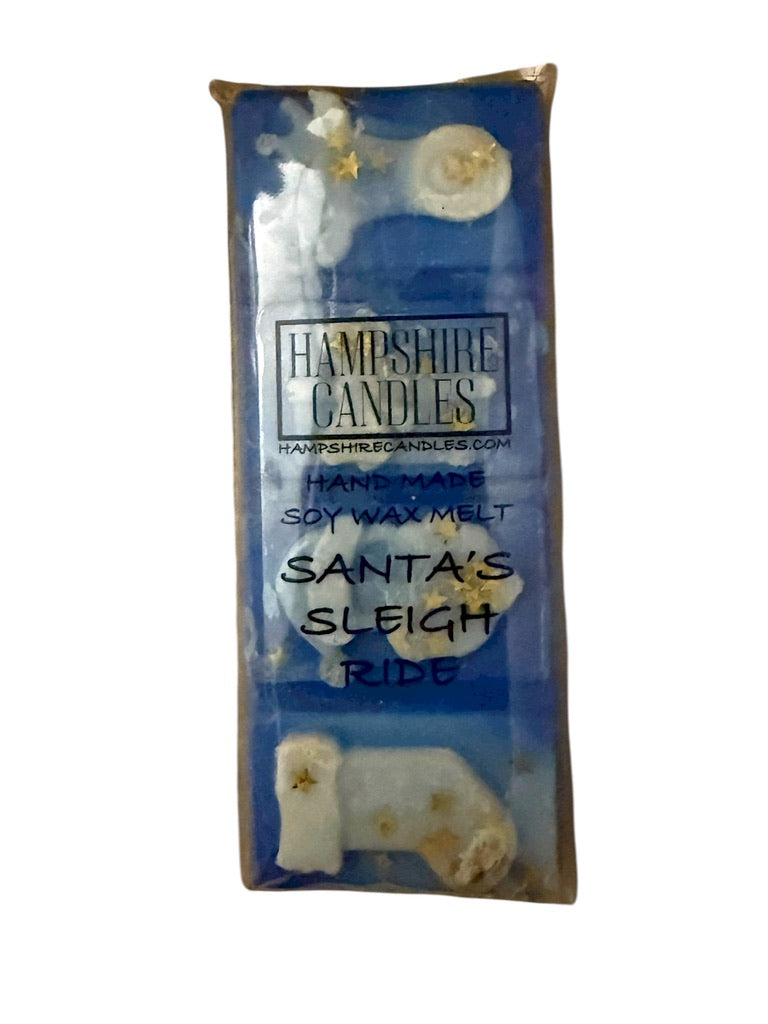 HAMPSHIRE
CANDLES
HAMPSHIRECANDLES.COM
HAND MADE
SOY WAX MELT
SANTA'S
SLEIGH
RIDE